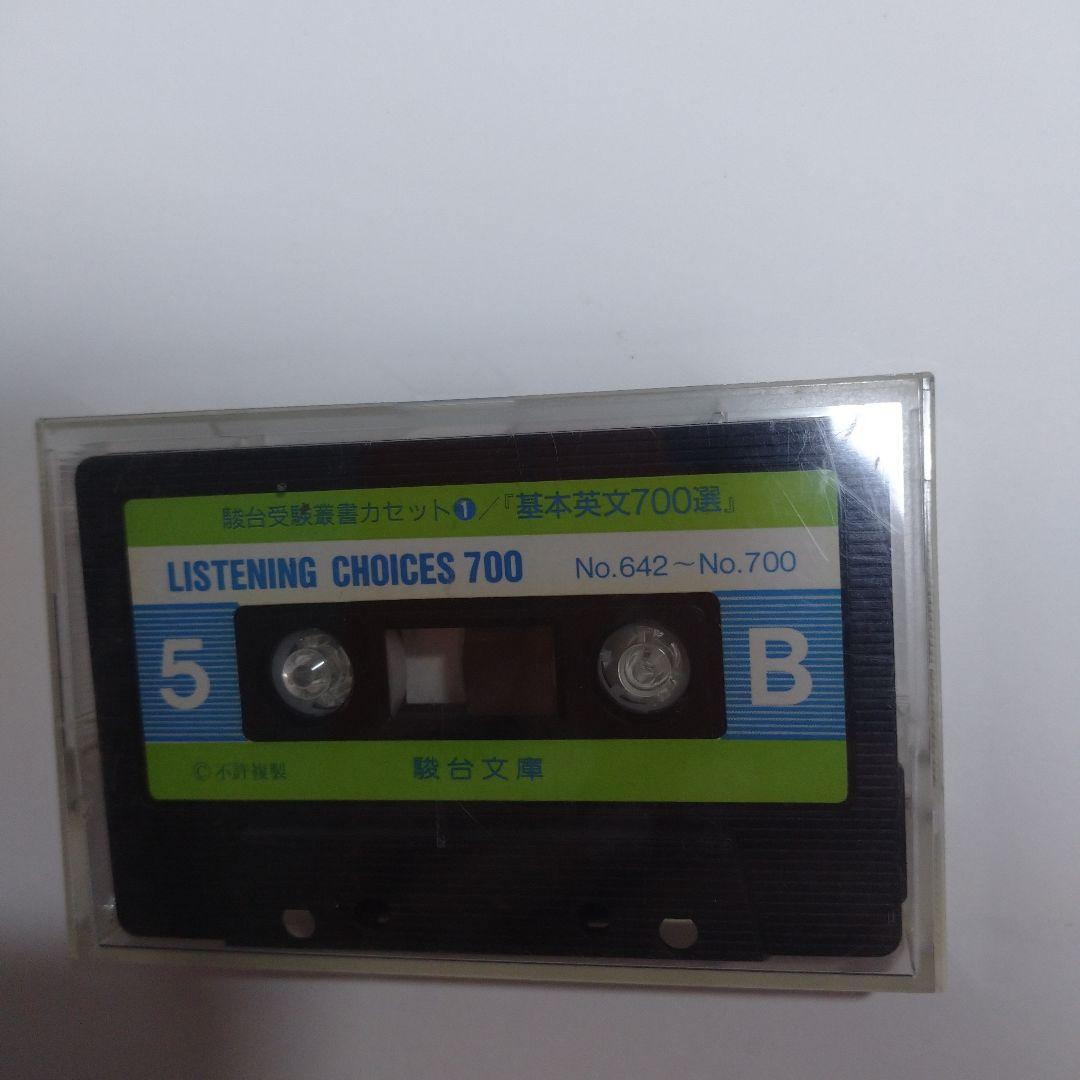 駿台受験叢書カセット❶/『基本英文700選』
LISTENING CHOICES 700 No.642～No.700
5 B
©不許複製 駿台文庫